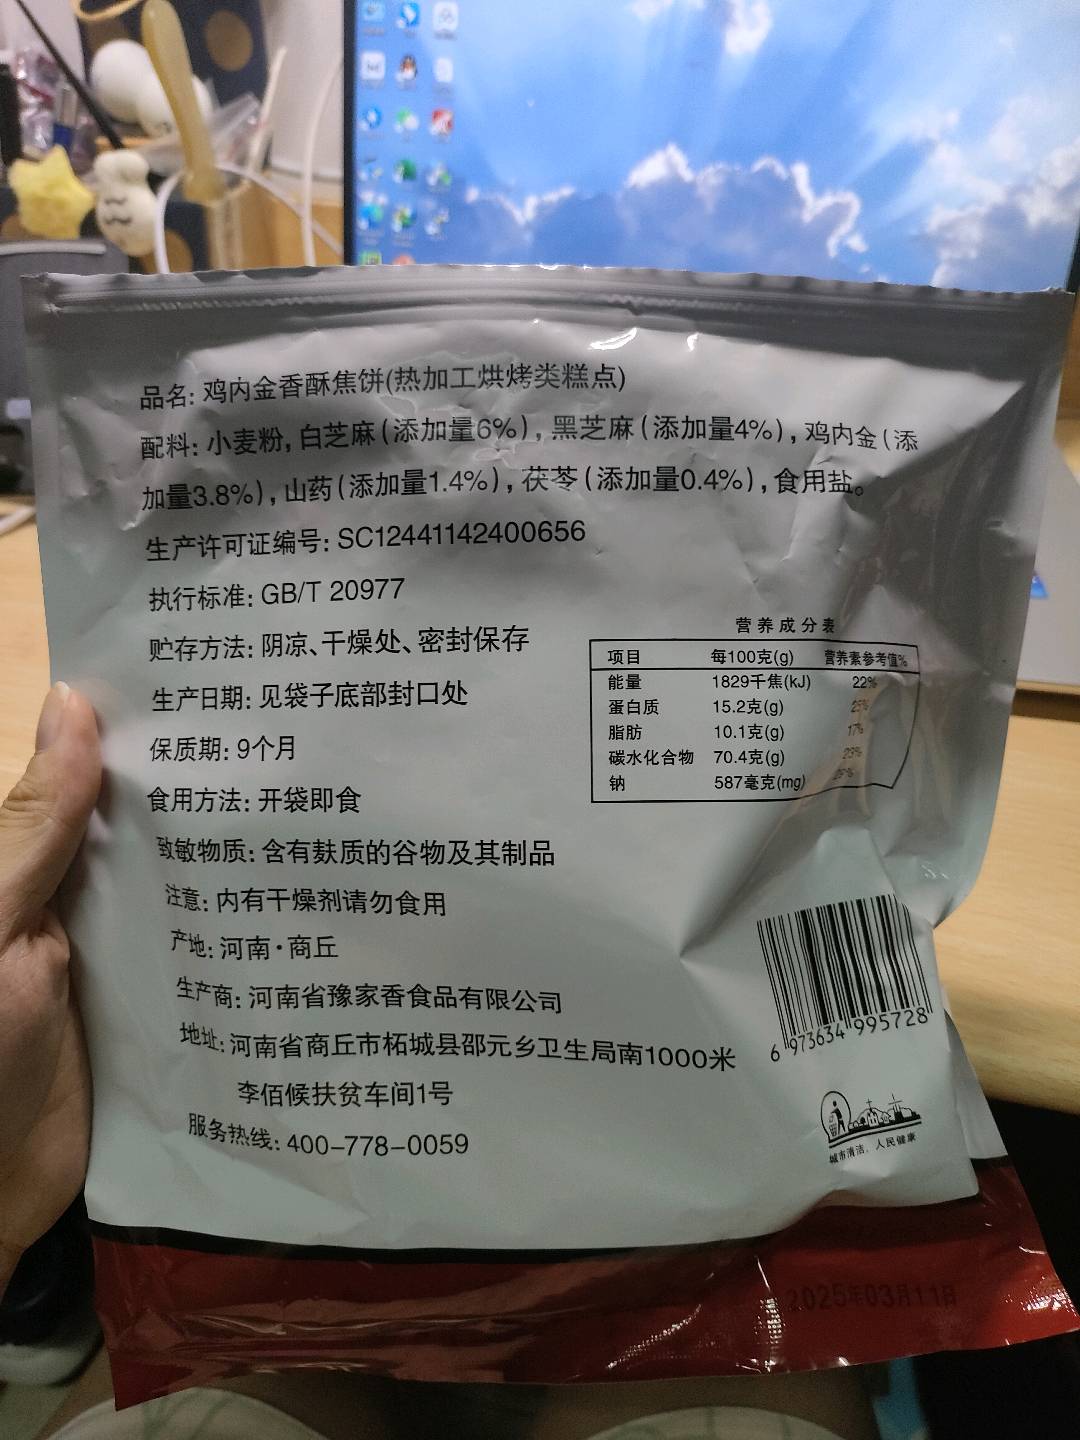 品名: 鸡内金香酥焦饼(热加工烘烤类糕点)
配料: 小麦粉, 白芝麻(添加量6%), 黑芝麻(添加量4%), 鸡内金(添
加量3.8%), 山药(添加量1.4%), 茯苓(添加量0.4%), 食用盐。
生产许可证编号: SC12441142400656
执行标准: GB/T 20977
贮存方法: 阴凉、干燥处、密封保存
生产日期: 见袋子底部封口处
保质期: 9个月
食用方法: 开袋即食
致敏物质: 含有麸质的谷物及其制品
注意: 内有干燥剂请勿食用
产地: 河南·商丘
生产商: 河南省豫家香食品有限公司
地址: 河南省商丘市柘城县邵元乡卫生局南1000米
李佰候扶贫车间1号
服务热线: 400-778-0059
营养成分表
项目 每100克(g) 营养素参考值%
能量 1829千焦(kJ) 22%
蛋白质 15.2克(g) 25%
脂肪 10.1克(g) 17%
碳水化合物 70.4克(g) 23%
钠 587毫克(mg)
6 973634 995728
城市清洁，人民健康
2025年03月11日